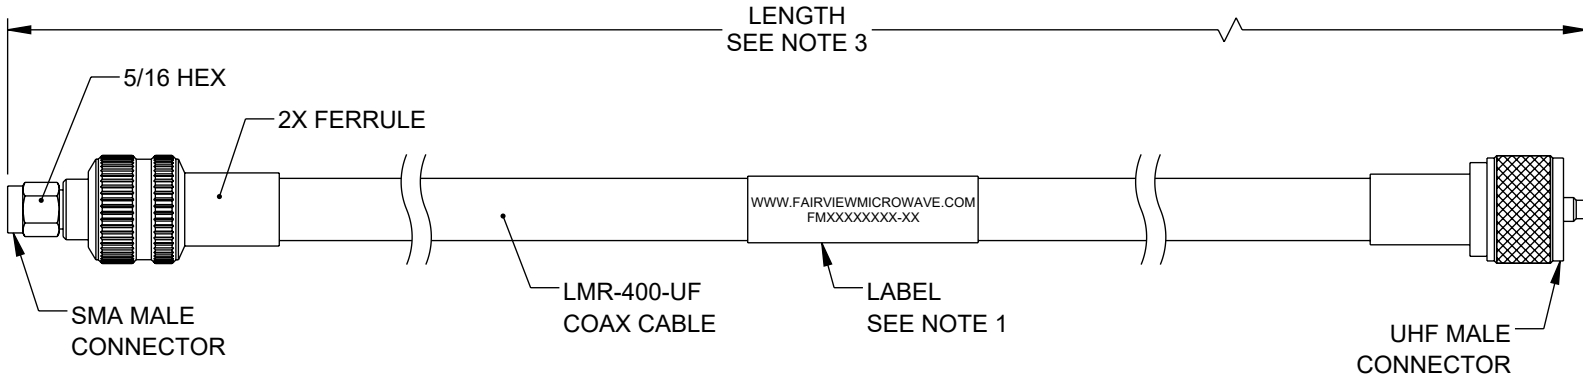 LENGTH
SEE NOTE 3
5/16 HEX
2X FERRULE
WWW.FAIRVIEWMICROWAVE.COM
FMXXXXXXXX-XX
SMA MALE
CONNECTOR
LMR-400-UF
COAX CABLE
LABEL
SEE NOTE 1
UHF MALE
CONNECTOR